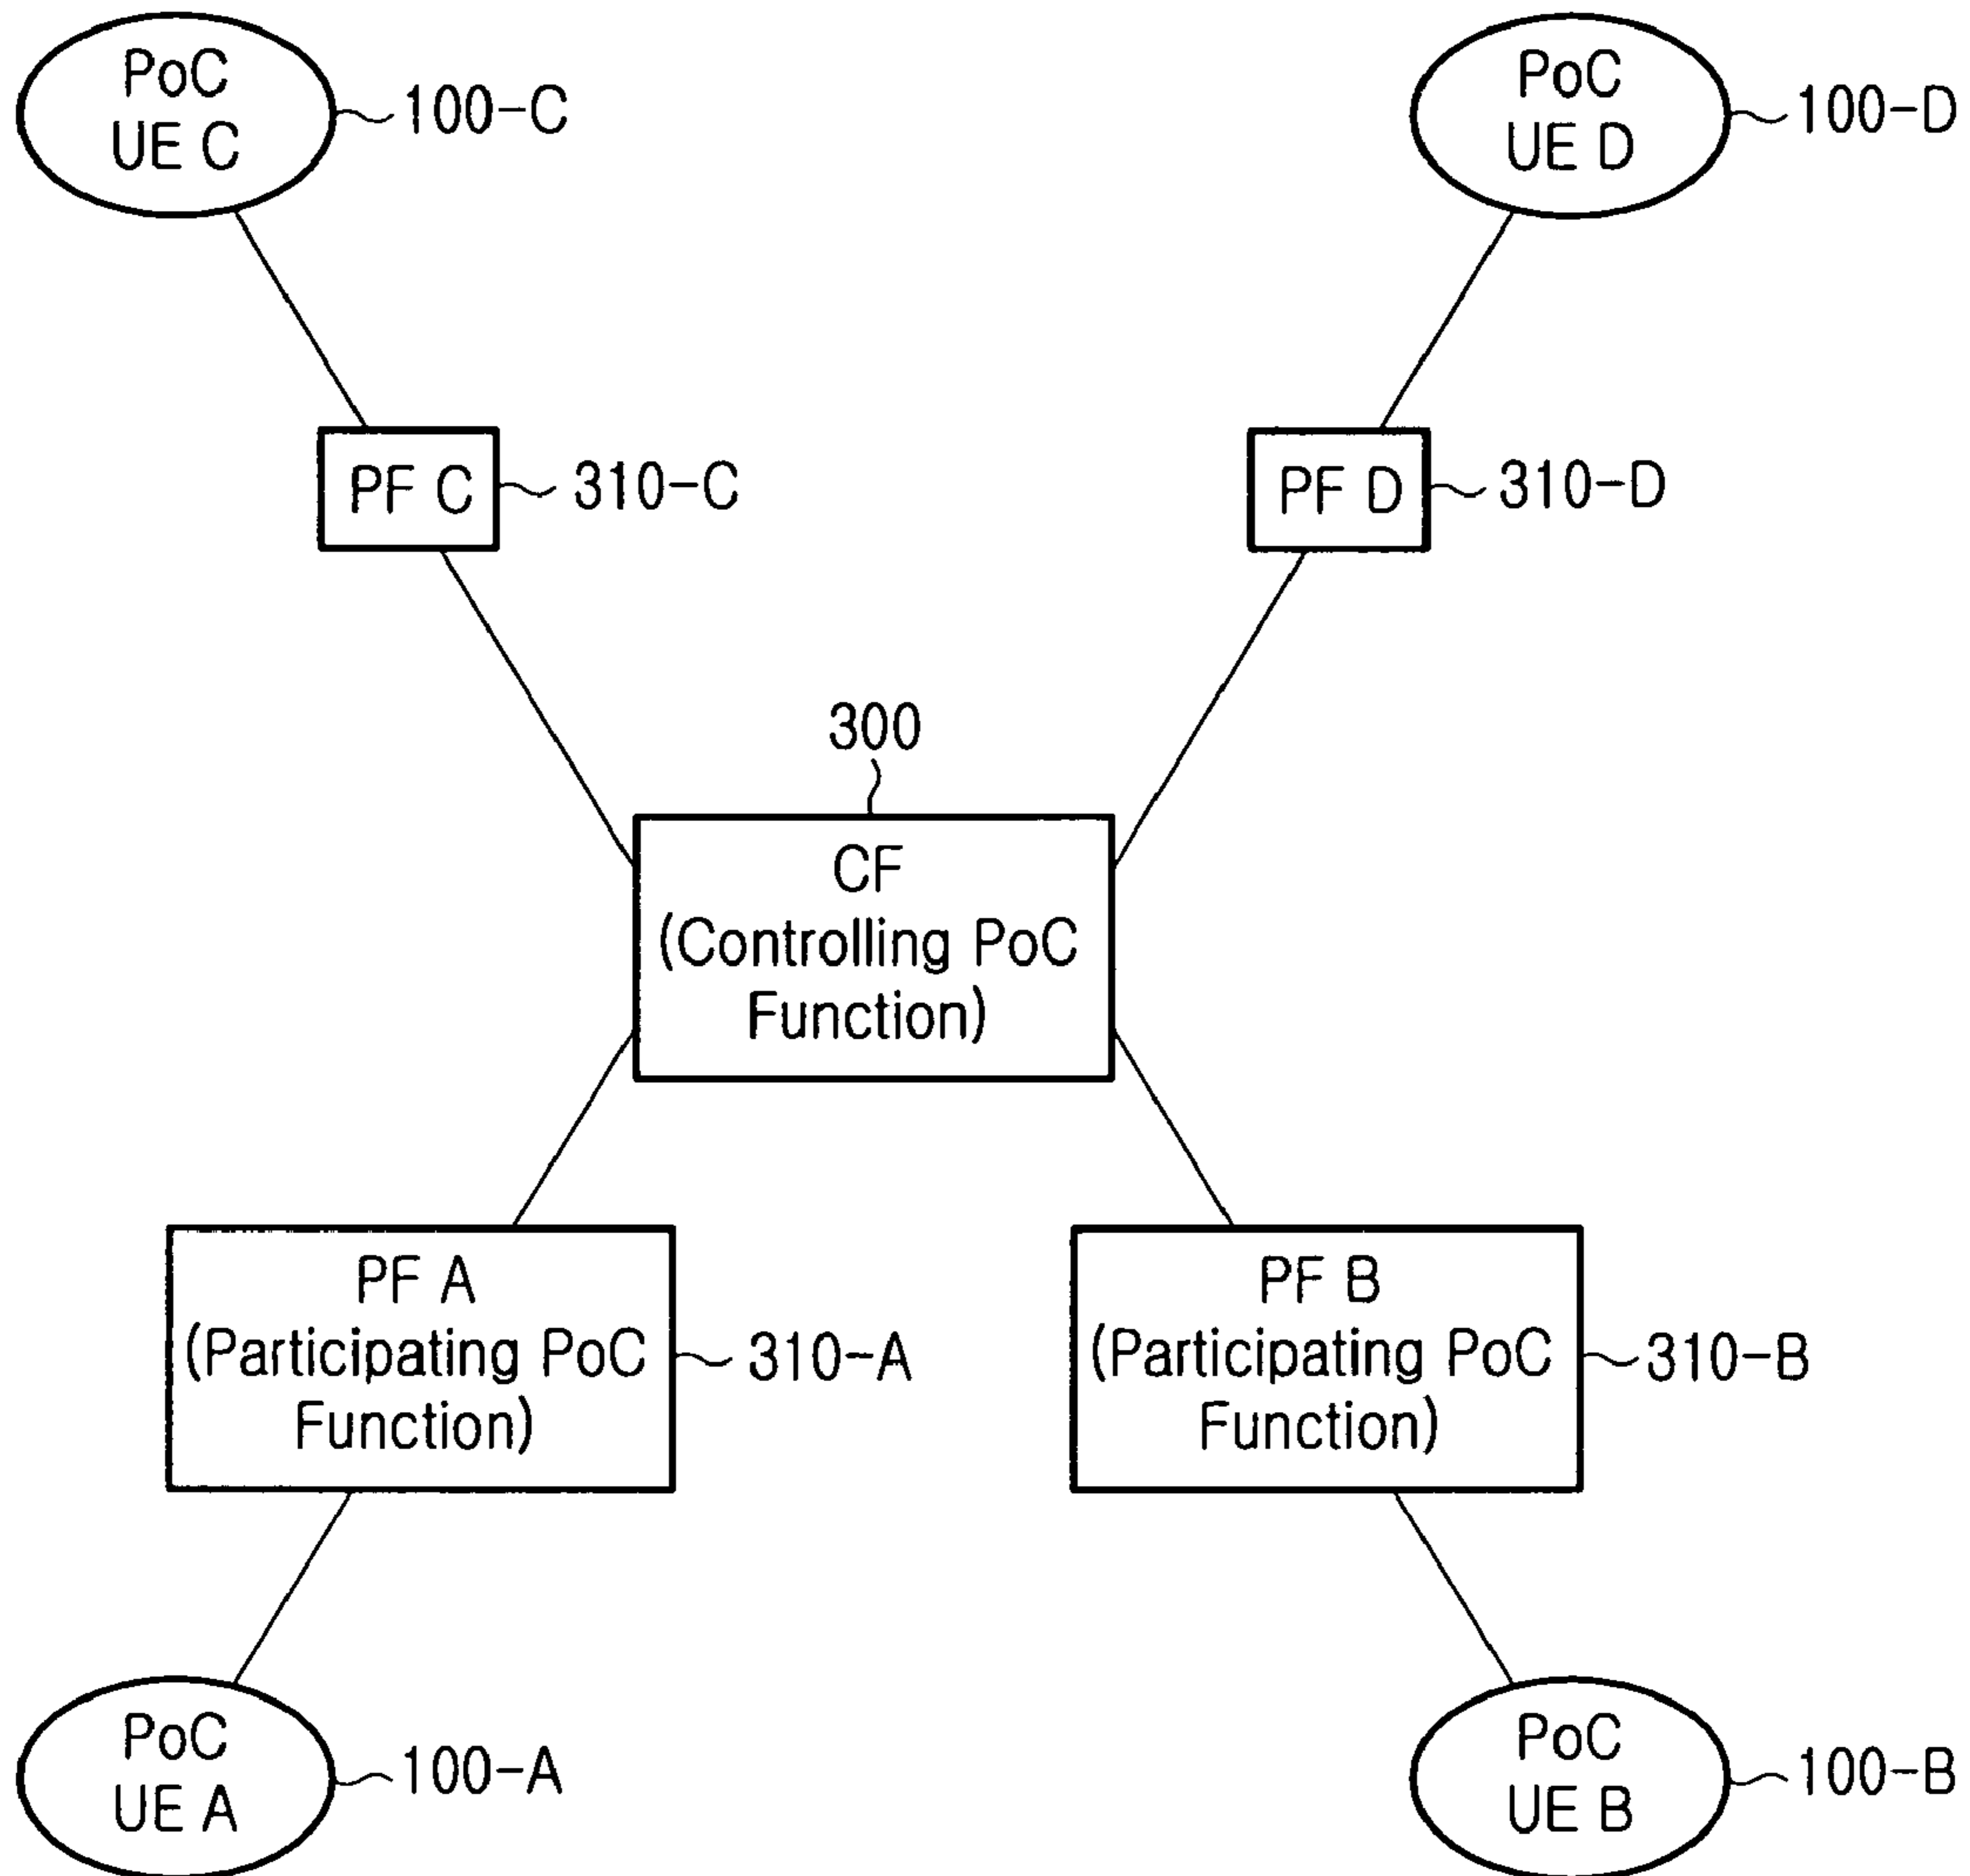 PoC
UE C
100-C
PoC
UE D
100-D
PF C
310-C
PF D
310-D
300
CF
(Controlling PoC
Function)
PF A
(Participating PoC
Function)
310-A
PF B
(Participating PoC
Function)
310-B
PoC
UE A
100-A
PoC
UE B
100-B